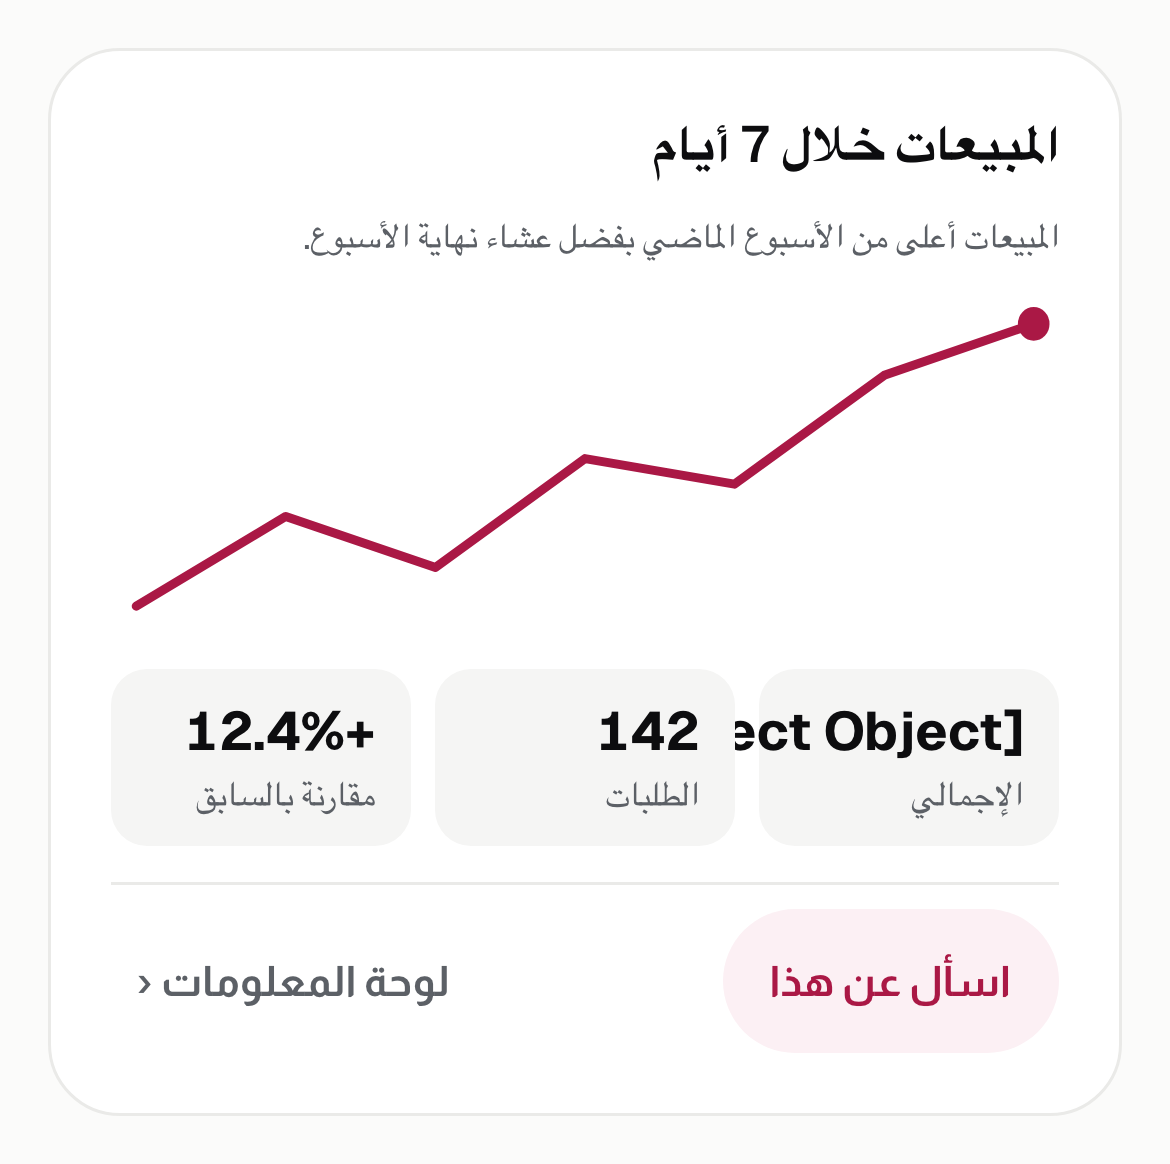 المبيعات خلال 7 أيام
المبيعات أعلى من الأسبوع الماضي بفضل عشاء نهاية الأسبوع.
ect Object]
الإجمالي
142
الطلبات
12.4%+
مقارنة بالسابق
اسأل عن هذا
لوحة المعلومات ‹